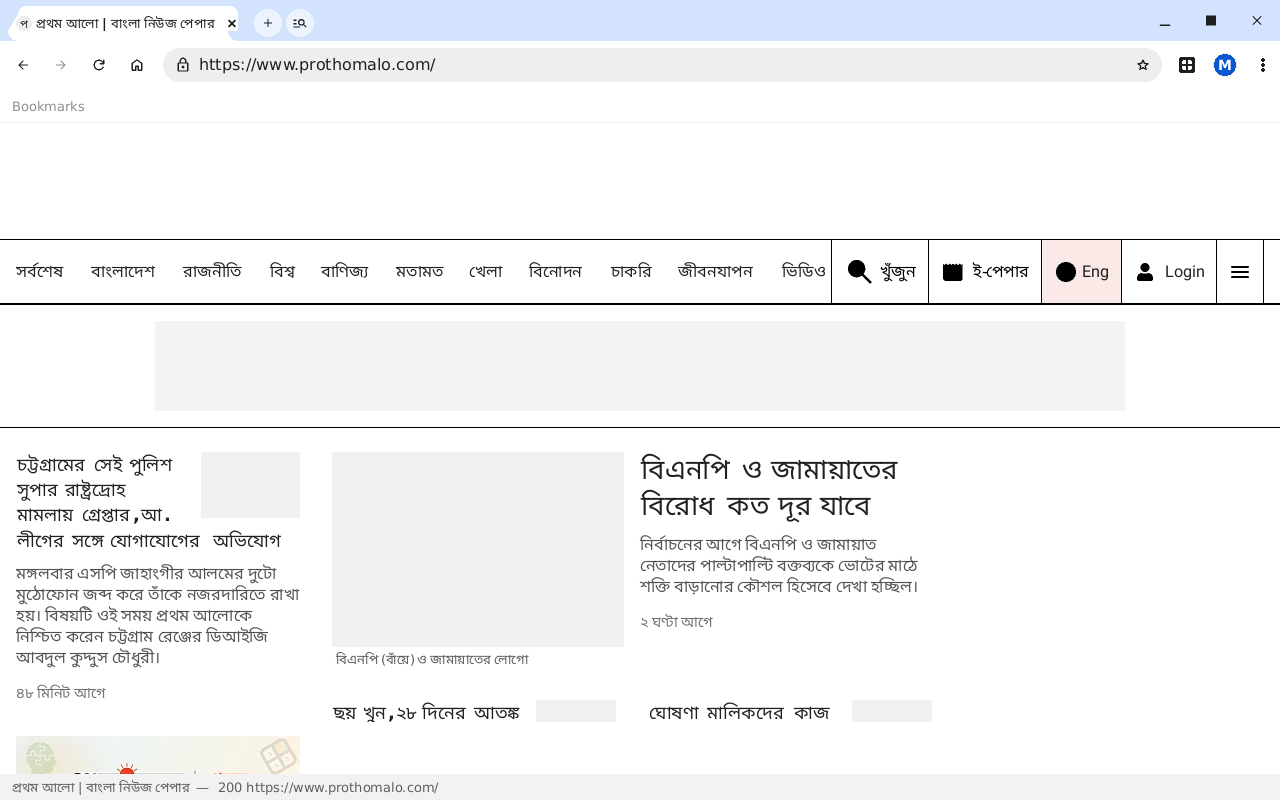 প্রথম আলো | বাংলা নিউজ পেপার
https://www.prothomalo.com/
M
Bookmarks
সর্বশেষ বাংলাদেশ রাজনীতি বিশ্ব বাণিজ্য মতামত খেলা বিনোদন চাকরি জীবনযাপন ভিডিও খুঁজুন ই-পেপার Eng Login
চট্টগ্রামের সেই পুলিশ
সুপার রাষ্ট্রদ্রোহ
মামলায় গ্রেপ্তার,আ.
লীগের সঙ্গে যোগাযোগের অভিযোগ
মঙ্গলবার এসপি জাহাংগীর আলমের দুটো
মুঠোফোন জব্দ করে তাঁকে নজরদারিতে রাখা
হয়। বিষয়টি ওই সময় প্রথম আলোকে
নিশ্চিত করেন চট্টগ্রাম রেঞ্জের ডিআইজি
আবদুল কুদ্দুস চৌধুরী।
৪৮ মিনিট আগে
বিএনপি (বাঁয়ে) ও জামায়াতের লোগো
বিএনপি ও জামায়াতের
বিরোধ কত দূর যাবে
নির্বাচনের আগে বিএনপি ও জামায়াত
নেতাদের পাল্টাপাল্টি বক্তব্যকে ভোটের মাঠে
শক্তি বাড়ানোর কৌশল হিসেবে দেখা হচ্ছিল।
২ ঘণ্টা আগে
ছয় খুন,২৮ দিনের আতঙ্ক
ঘোষণা মালিকদের কাজ
প্রথম আলো | বাংলা নিউজ পেপার — 200 https://www.prothomalo.com/